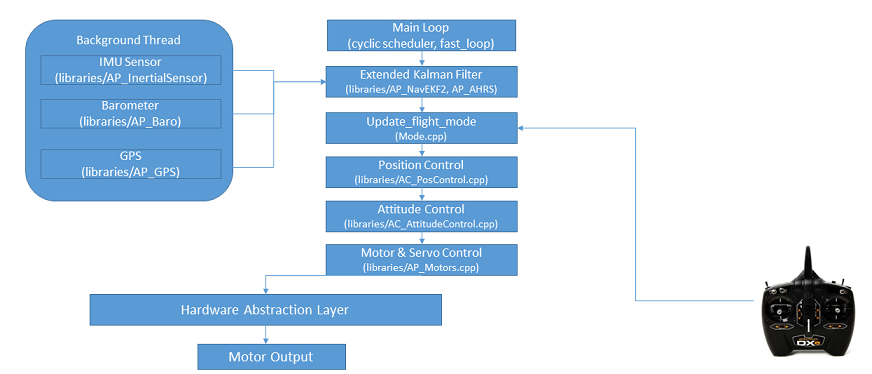 Background Thread
IMU Sensor
(libraries/AP_InertialSensor)
Barometer
(libraries/AP_Baro)
GPS
(libraries/AP_GPS)
Main Loop
(cyclic scheduler, fast_loop)
Extended Kalman Filter
(libraries/AP_NavEKF2, AP_AHRS)
Update_flight_mode
(Mode.cpp)
Position Control
(libraries/AC_PosControl.cpp)
Attitude Control
(libraries/AC_AttitudeControl.cpp)
Motor & Servo Control
(libraries/AP_Motors.cpp)
Hardware Abstraction Layer
Motor Output
DXe